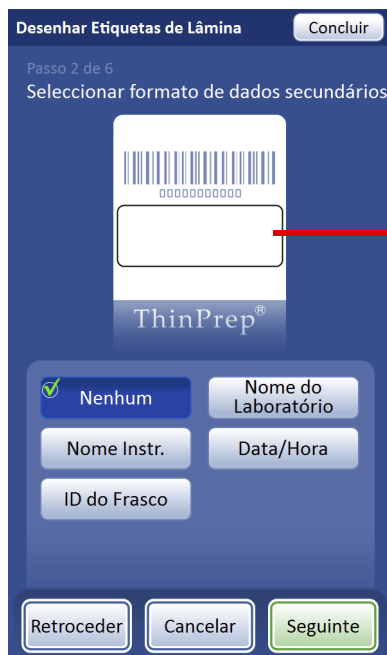 Desenhar Etiquetas de Lâmina
Concluir
Passo 2 de 6
Seleccionar formato de dados secundários
00000000000
ThinPrep®
Nenhum
Nome do
Laboratório
Nome Instr.
Data/Hora
ID do Frasco
Retroceder
Cancelar
Seguinte